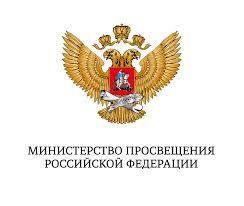 МИНИСТЕРСТВО ПРОСВЕЩЕНИЯ
РОССИЙСКОЙ ФЕДЕРАЦИИ